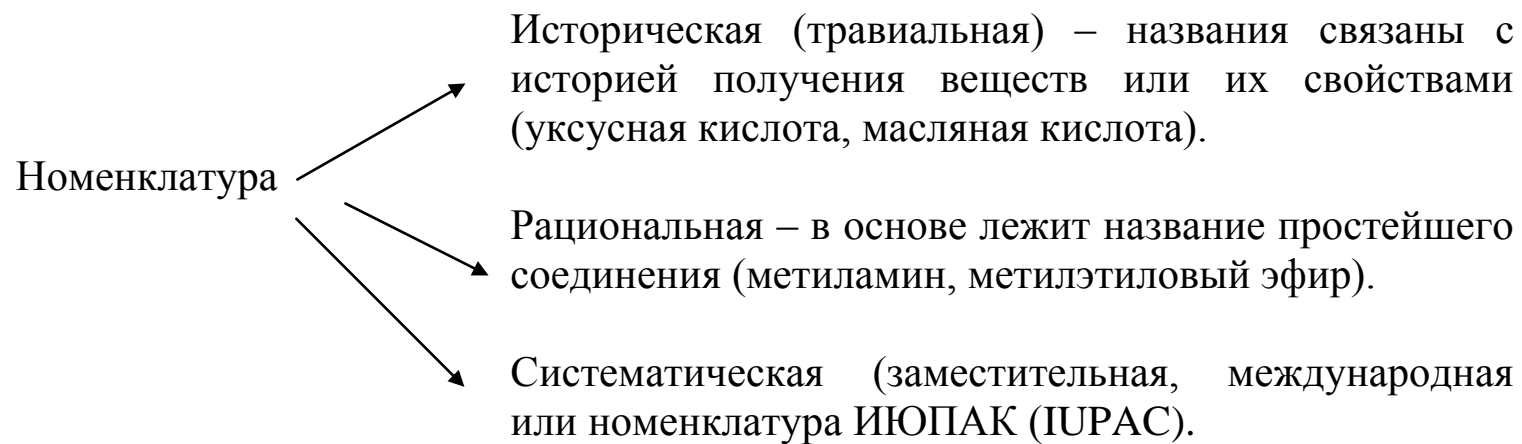 Историческая (травиальная) – названия связаны с
историей получения веществ или их свойствами
(уксусная кислота, масляная кислота).
Номенклатура
Рациональная – в основе лежит название простейшего
соединения (метиламин, метилэтиловый эфир).
Систематическая (заместительная, международная
или номенклатура ИЮПАК (IUPAC).